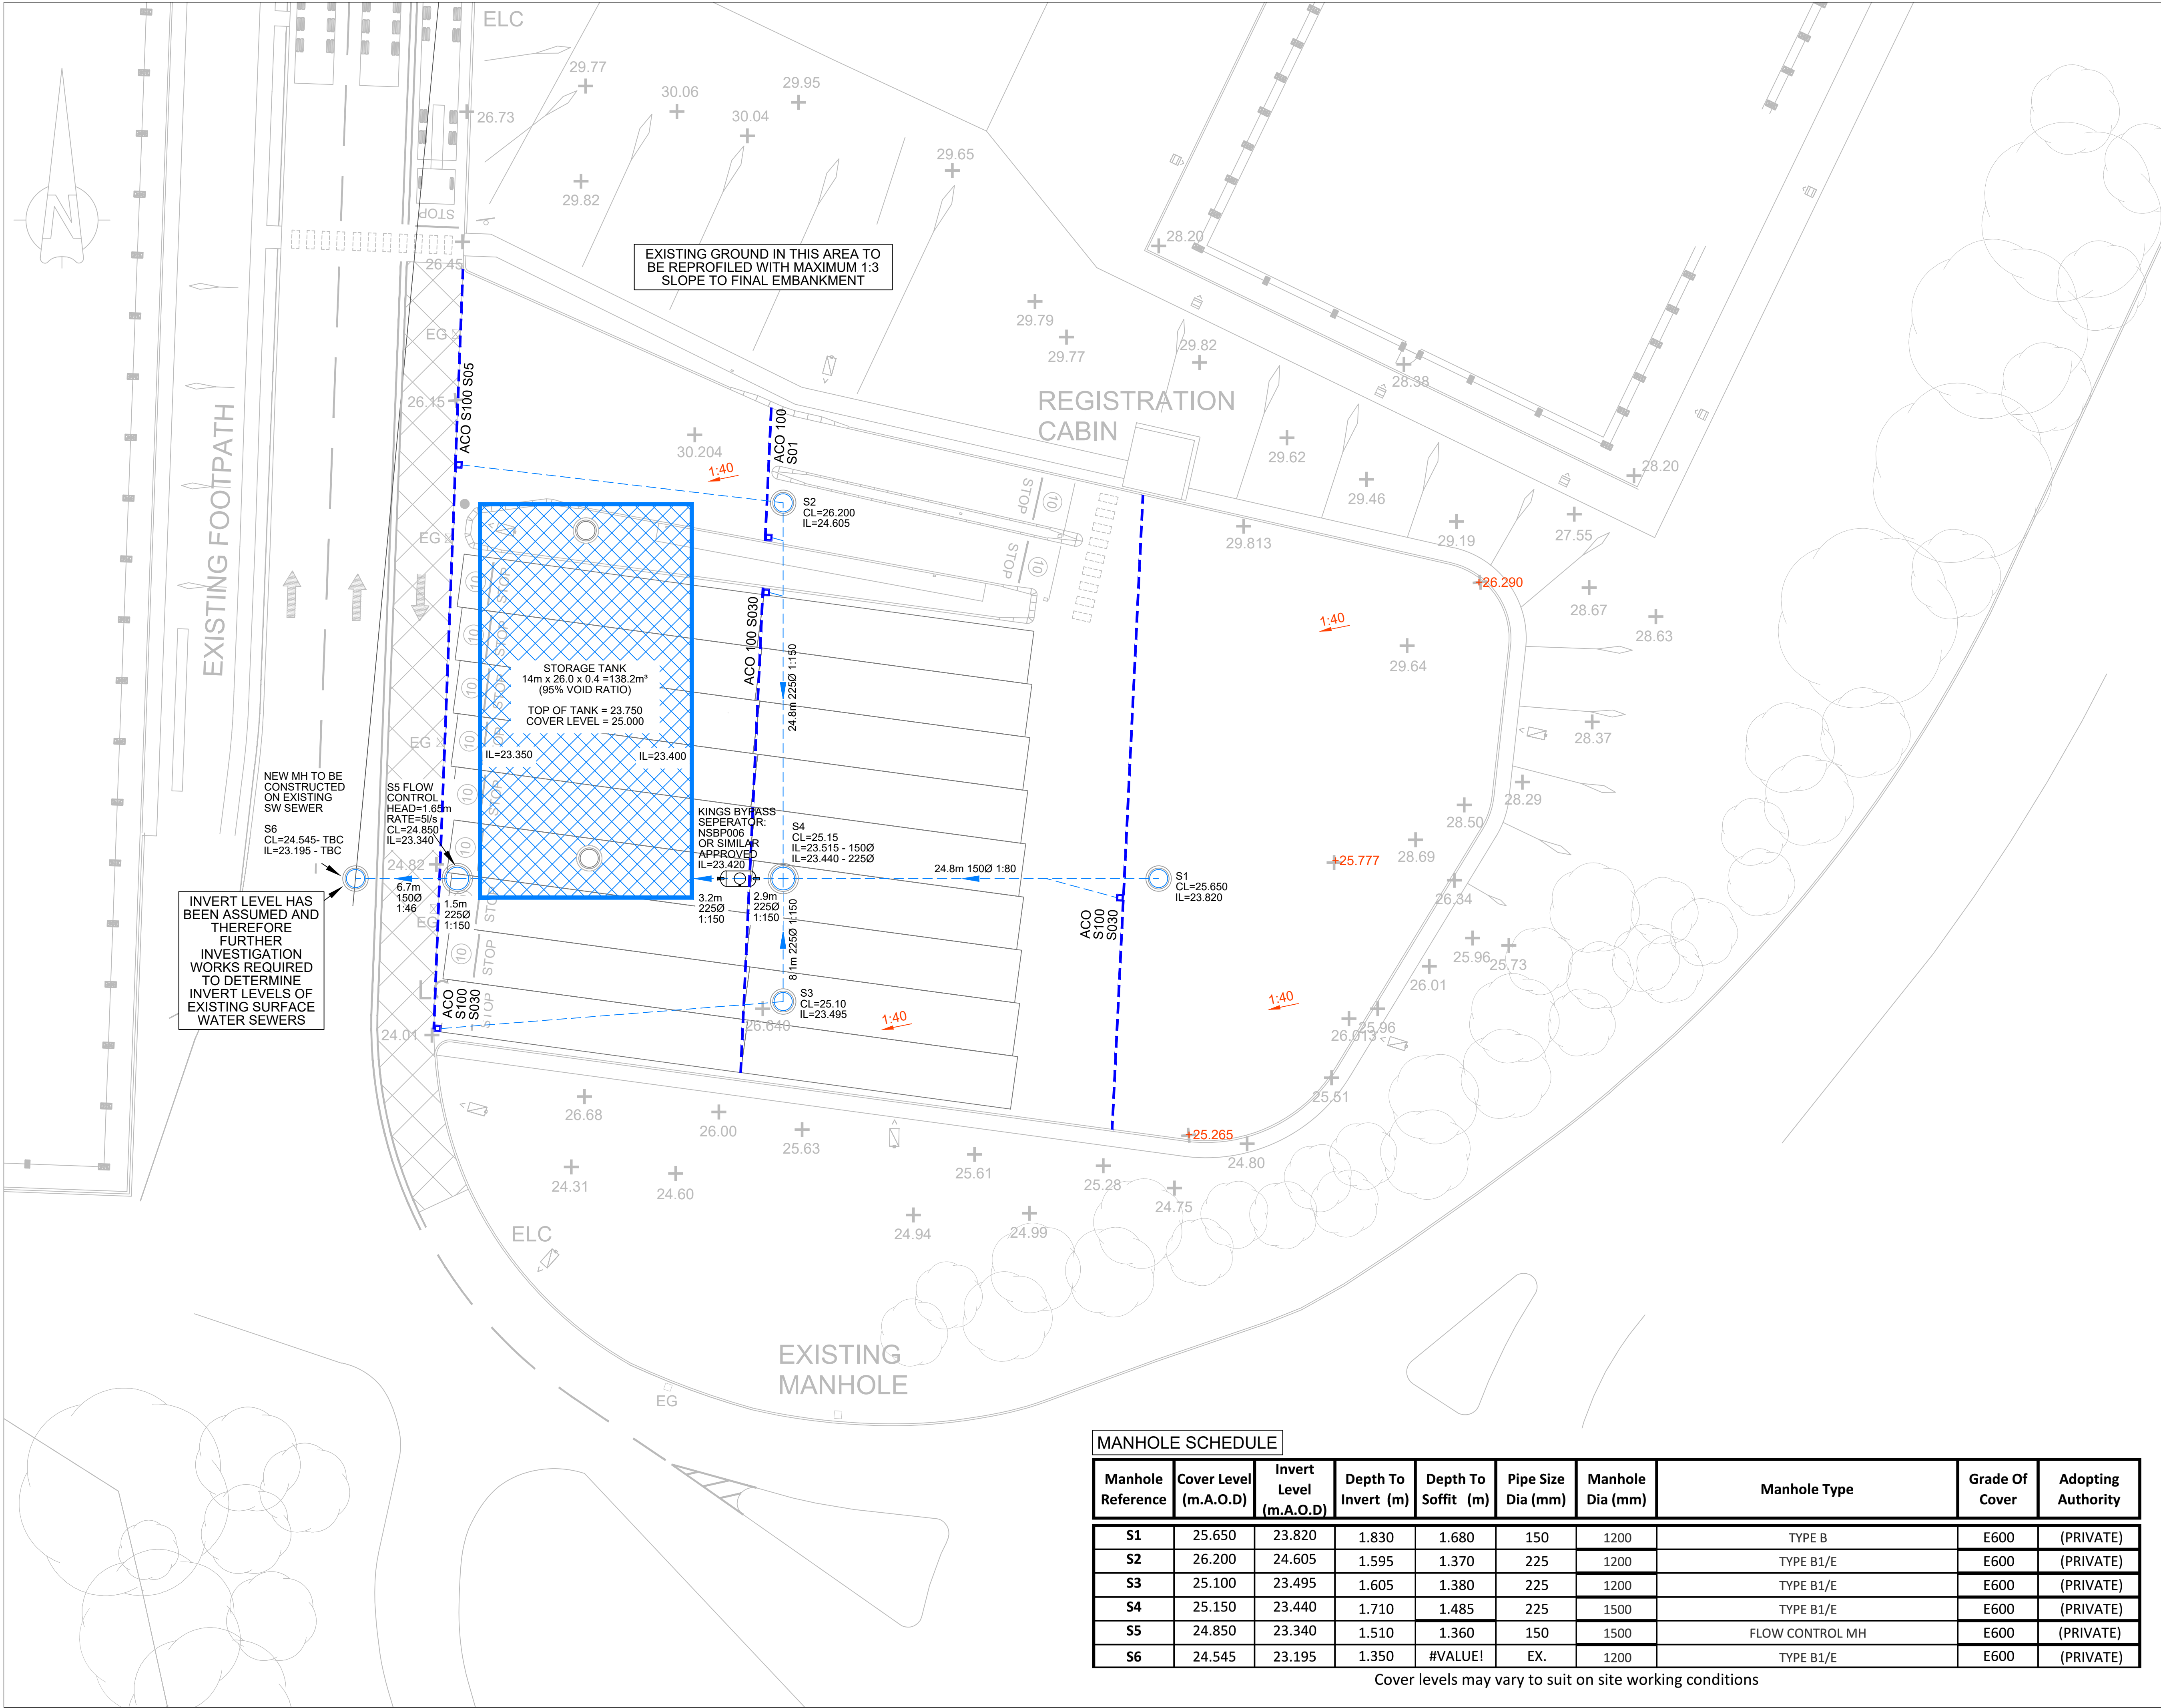 ELC
29.77
30.06
29.95
30.04
26.73
29.65
29.82
STOP
N
28.20
26.45
EXISTING GROUND IN THIS AREA TO
BE REPROFILED WITH MAXIMUM 1:3
SLOPE TO FINAL EMBANKMENT
29.79
29.77
29.82
28.38
EG
26.15
ACO S100 S05
REGISTRATION
CABIN
ACO 100
S01
30.204
1:40
29.62
29.46
28.20
29.19
27.55
29.813
EXISTING FOOTPATH
S2
CL=26.200
IL=24.605
STOP
10
STOP
10
EG
26.290
28.67
28.63
1:40
29.64
28.37
28.29
28.50
28.69
25.777
26.34
25.96
25.73
26.01
25.96
26.013
1:40
25.51
25.265
24.80
ACO 100 S030
24.8m 225Ø 1:150
STORAGE TANK
14m x 26.0 x 0.4 =138.2m³
(95% VOID RATIO)
TOP OF TANK = 23.750
COVER LEVEL = 25.000
IL=23.350
IL=23.400
10
STOP
10
STOP
10
STOP
10
STOP
10
STOP
10
STOP
10
STOP
STOP
EG
NEW MH TO BE
CONSTRUCTED
ON EXISTING
SW SEWER
S6
CL=24.545- TBC
IL=23.195 - TBC
S5 FLOW
CONTROL
HEAD=1.65m
RATE=5l/s
CL=24.850
IL=23.340
24.82
KINGS BYPASS
SEPERATOR:
NSBP006
OR SIMILAR
APPROVED
IL=23.420
S4
CL=25.15
IL=23.515 - 150Ø
IL=23.440 - 225Ø
24.8m 150Ø 1:80
S1
CL=25.650
IL=23.820
6.7m
150Ø
1:46
EG
1.5m
225Ø
1:150
3.2m
225Ø
1:150
2.9m
225Ø
1:150
8.1m 225Ø 1:150
ACO
S100
S030
INVERT LEVEL HAS
BEEN ASSUMED AND
THEREFORE
FURTHER
INVESTIGATION
WORKS REQUIRED
TO DETERMINE
INVERT LEVELS OF
EXISTING SURFACE
WATER SEWERS
ACO
S100
S030
S3
CL=25.10
IL=23.495
26.640
1:40
24.01
26.68
26.00
25.63
25.61
25.28
24.31
24.60
24.75
24.94
24.99
ELC
EXISTING
MANHOLE
EG
MANHOLE SCHEDULE
Manhole Reference Cover Level (m.A.O.D) Invert Level (m.A.O.D) Depth To Invert (m) Depth To Soffit (m) Pipe Size Dia (mm) Manhole Dia (mm) Manhole Type Grade Of Cover Adopting Authority
S1 25.650 23.820 1.830 1.680 150 1200 TYPE B E600 (PRIVATE)
S2 26.200 24.605 1.595 1.370 225 1200 TYPE B1/E E600 (PRIVATE)
S3 25.100 23.495 1.605 1.380 225 1200 TYPE B1/E E600 (PRIVATE)
S4 25.150 23.440 1.710 1.485 225 1500 TYPE B1/E E600 (PRIVATE)
S5 24.850 23.340 1.510 1.360 150 1500 FLOW CONTROL MH E600 (PRIVATE)
S6 24.545 23.195 1.350 #VALUE! EX. 1200 TYPE B1/E E600 (PRIVATE)
Cover levels may vary to suit on site working conditions